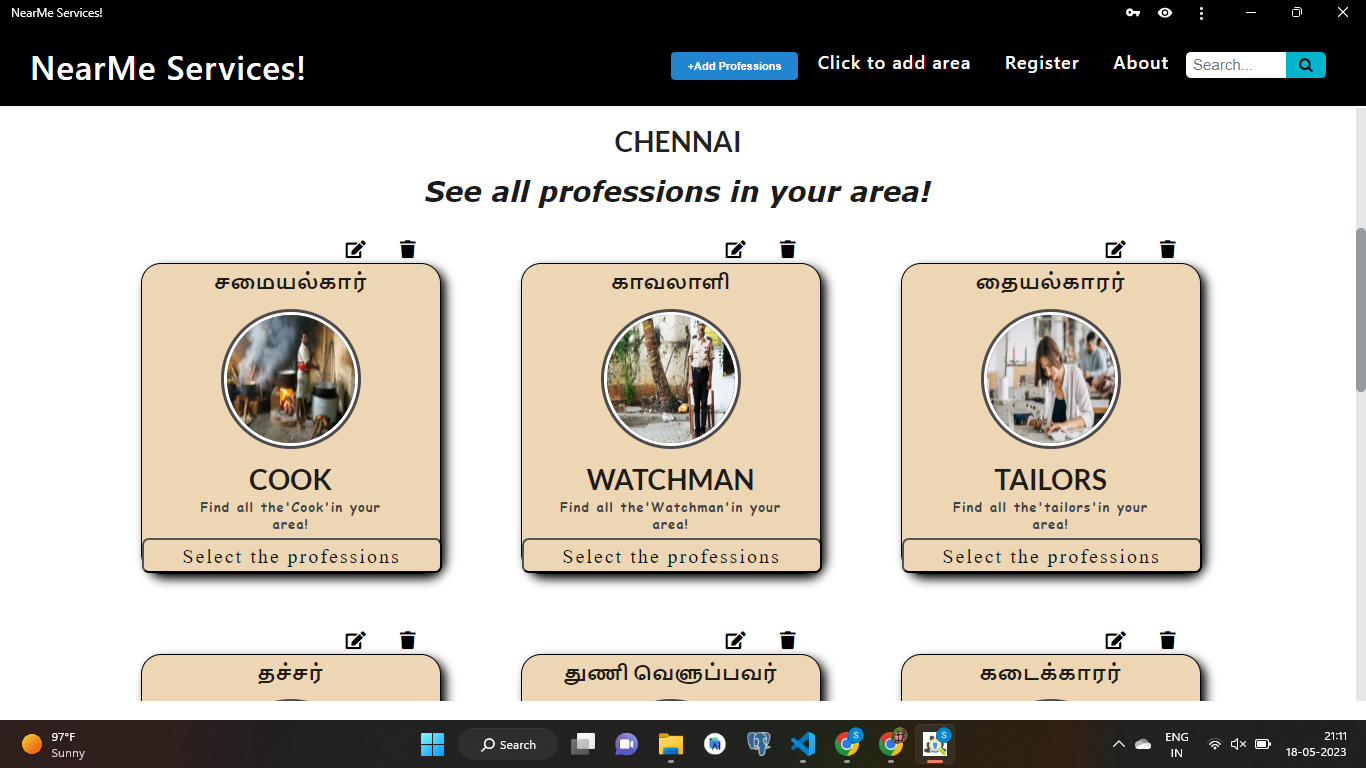 NearMe Services!
NearMe Services!
+Add Professions
Click to add area
Register
About
Search...
CHENNAI
See all professions in your area!
சமையல்கார்
காவலாளி
தையல்காரர்
COOK
WATCHMAN
TAILORS
Find all the'Cook'in your
area!
Find all the'Watchman'in your
area!
Find all the'tailors'in your
area!
Select the professions
Select the professions
Select the professions
தச்சர்
துணி வெளுப்பவர்
கடைக்காரர்
97°F
Sunny
Search
S
S
ENG
IN
21:11
18-05-2023